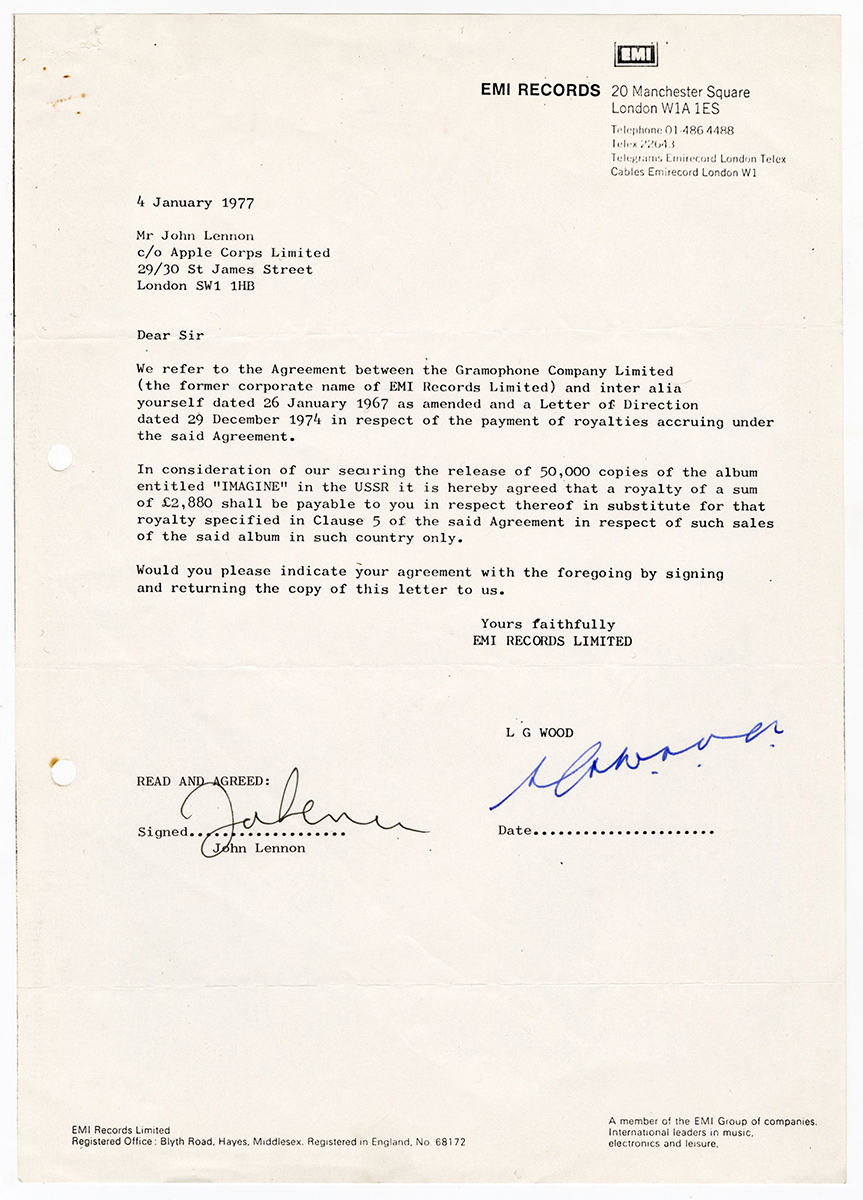 EMI
EMI RECORDS 20 Manchester Square
London W1A 1ES
Telephone 01 486 4488
Telex 22643
Telegrams Emirecord London Telex
Cables Emirecord London W1
4 January 1977
Mr John Lennon
c/o Apple Corps Limited
29/30 St James Street
London SW1 1HB
Dear Sir
We refer to the Agreement between the Gramophone Company Limited
(the former corporate name of EMI Records Limited) and inter alia
yourself dated 26 January 1967 as amended and a Letter of Direction
dated 29 December 1974 in respect of the payment of royalties accruing under
the said Agreement.
In consideration of our securing the release of 50,000 copies of the album
entitled "IMAGINE" in the USSR it is hereby agreed that a royalty of a sum
of £2,880 shall be payable to you in respect thereof in substitute for that
royalty specified in Clause 5 of the said Agreement in respect of such sales
of the said album in such country only.
Would you please indicate your agreement with the foregoing by signing
and returning the copy of this letter to us.
Yours faithfully
EMI RECORDS LIMITED
L G WOOD
READ AND AGREED:
Signed...................
John Lennon
Date......................
EMI Records Limited
Registered Office: Blyth Road, Hayes, Middlesex. Registered in England, No. 68172
A member of the EMI Group of companies.
International leaders in music,
electronics and leisure.